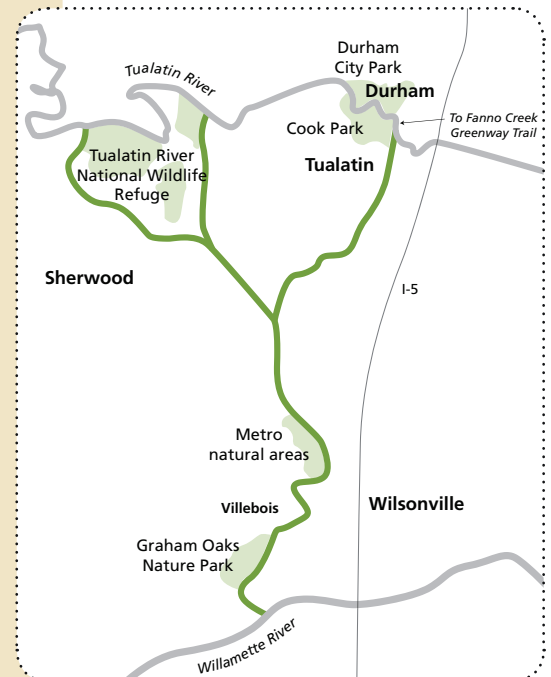 Durham
City Park
Tualatin River
Durham
To Fanno Creek
Greenway Trail
Cook Park
Tualatin River
National Wildlife
Refuge
Tualatin
Sherwood
I-5
Metro
natural areas
Villebois
Wilsonville
Graham Oaks
Nature Park
Willamette River